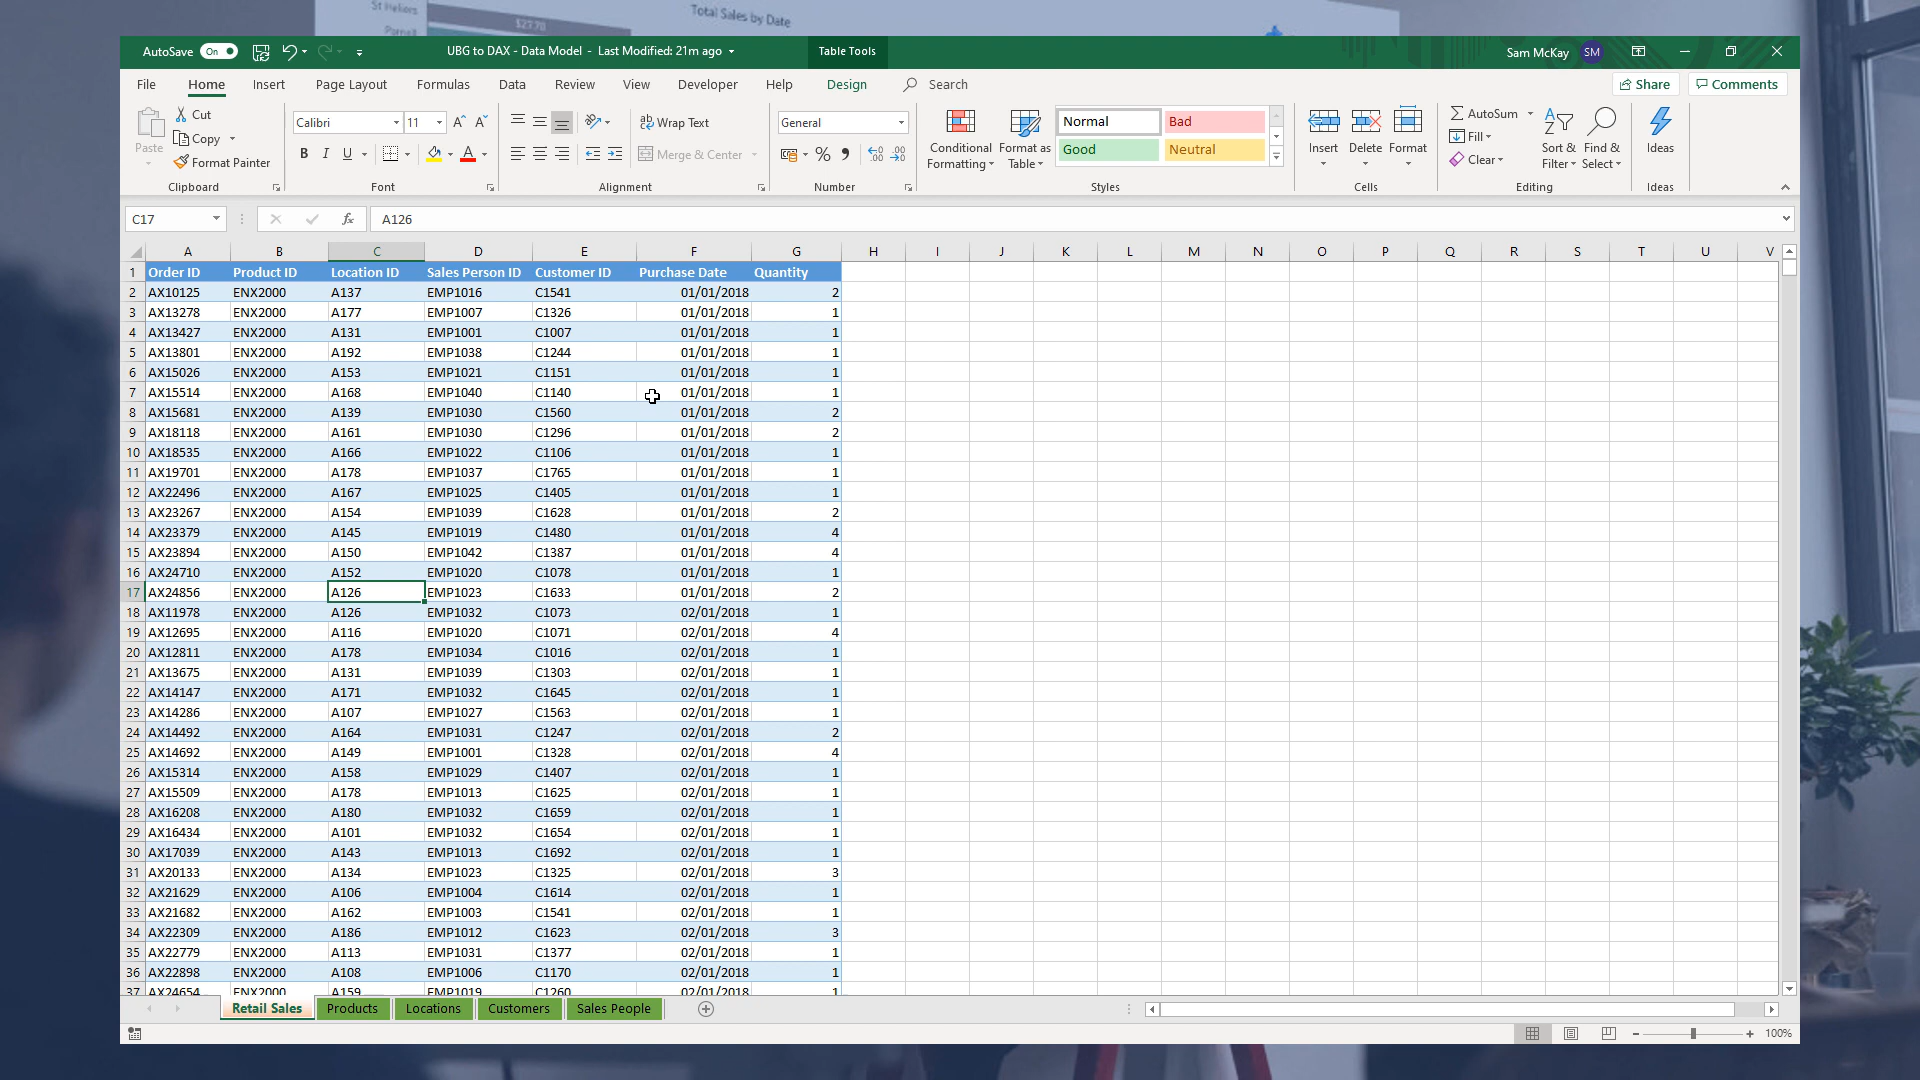 St Heliors
Parnell
$27.70
Total Sales by Date
AutoSave On
UBG to DAX - Data Model - Last Modified: 21m ago
Table Tools
Sam McKay SM
File Home Insert Page Layout Formulas Data Review View Developer Help Design Search Share Comments
Paste Cut Copy Format Painter
Clipboard
Calibri 11
B I U A
Font
Wrap Text
Merge & Center
Alignment
General
%
Number
Conditional Formatting
Format as Table
Normal Bad
Good Neutral
Styles
Insert Delete Format
Cells
AutoSum
Fill
Clear
Sort & Filter
Find & Select
Editing
Ideas
Ideas
C17 fx A126
A B C D E F G H I J K L M N O P Q R S T U V
1 Order ID Product ID Location ID Sales Person ID Customer ID Purchase Date Quantity
2 AX10125 ENX2000 A137 EMP1016 C1541 01/01/2018 2
3 AX13278 ENX2000 A177 EMP1007 C1326 01/01/2018 1
4 AX13427 ENX2000 A131 EMP1001 C1007 01/01/2018 1
5 AX13801 ENX2000 A192 EMP1038 C1244 01/01/2018 1
6 AX15026 ENX2000 A153 EMP1021 C1151 01/01/2018 1
7 AX15514 ENX2000 A168 EMP1040 C1140 01/01/2018 1
8 AX15681 ENX2000 A139 EMP1030 C1560 01/01/2018 2
9 AX18118 ENX2000 A161 EMP1030 C1296 01/01/2018 2
10 AX18535 ENX2000 A166 EMP1022 C1106 01/01/2018 1
11 AX19701 ENX2000 A178 EMP1037 C1765 01/01/2018 1
12 AX22496 ENX2000 A167 EMP1025 C1405 01/01/2018 1
13 AX23267 ENX2000 A154 EMP1039 C1628 01/01/2018 2
14 AX23379 ENX2000 A145 EMP1019 C1480 01/01/2018 4
15 AX23894 ENX2000 A150 EMP1042 C1387 01/01/2018 4
16 AX24710 ENX2000 A152 EMP1020 C1078 01/01/2018 1
17 AX24856 ENX2000 A126 EMP1023 C1633 01/01/2018 2
18 AX11978 ENX2000 A126 EMP1032 C1073 02/01/2018 1
19 AX12695 ENX2000 A116 EMP1020 C1071 02/01/2018 4
20 AX12811 ENX2000 A178 EMP1034 C1016 02/01/2018 1
21 AX13675 ENX2000 A131 EMP1039 C1303 02/01/2018 1
22 AX14147 ENX2000 A171 EMP1032 C1645 02/01/2018 1
23 AX14286 ENX2000 A107 EMP1027 C1563 02/01/2018 1
24 AX14492 ENX2000 A164 EMP1031 C1247 02/01/2018 2
25 AX14692 ENX2000 A149 EMP1001 C1328 02/01/2018 4
26 AX15314 ENX2000 A158 EMP1029 C1407 02/01/2018 1
27 AX15509 ENX2000 A178 EMP1013 C1625 02/01/2018 1
28 AX16208 ENX2000 A180 EMP1032 C1659 02/01/2018 1
29 AX16434 ENX2000 A101 EMP1032 C1654 02/01/2018 1
30 AX17039 ENX2000 A143 EMP1013 C1692 02/01/2018 1
31 AX20133 ENX2000 A134 EMP1023 C1325 02/01/2018 3
32 AX21629 ENX2000 A106 EMP1004 C1614 02/01/2018 1
33 AX21682 ENX2000 A162 EMP1003 C1541 02/01/2018 1
34 AX22309 ENX2000 A186 EMP1012 C1623 02/01/2018 3
35 AX22779 ENX2000 A113 EMP1031 C1377 02/01/2018 1
36 AX22898 ENX2000 A108 EMP1006 C1170 02/01/2018 1
37 AX24654 ENX2000 A159 EMP1019 C1260 02/01/2018 1
Retail Sales Products Locations Customers Sales People
100%